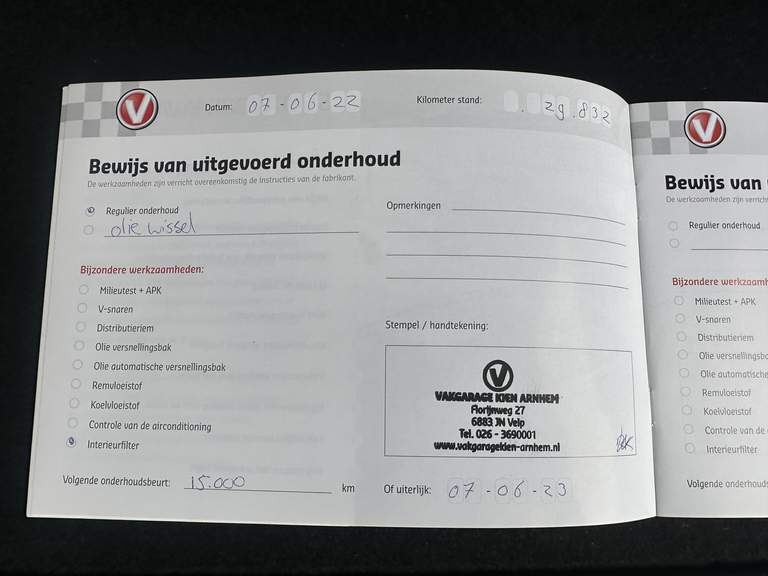 V
Datum: 07-06-22
Kilometer stand: . 29.832
Bewijs van uitgevoerd onderhoud
De werkzaamheden zijn verricht overeenkomstig de instructies van de fabrikant.
Regulier onderhoud
olie wissel
Bijzondere werkzaamheden:
Milieutest + APK
V-snaren
Distributieriem
Olie versnellingsbak
Olie automatische versnellingsbak
Remvloeistof
Koelvloeistof
Controle van de airconditioning
Interieurfilter
Volgende onderhoudsbeurt: 15.000 km
Opmerkingen
Stempel / handtekening:
V
VAKGARAGE KIEN ARNHEM
Florijnweg 27
6883 JN Velp
Tel. 026 - 3690001
www.vakgaragekien-arnhem.nl
Of uiterlijk: 07-06-23
V
Bewijs van
De werkzaamheden zijn
Regulier onderhoud
Bijzondere
Milieutest + APK
V-snaren
Distributieriem
Olie
Olie automatische
Remvloeistof
Koelvloeistof
Controle van de
Interieurfilter
Volgende